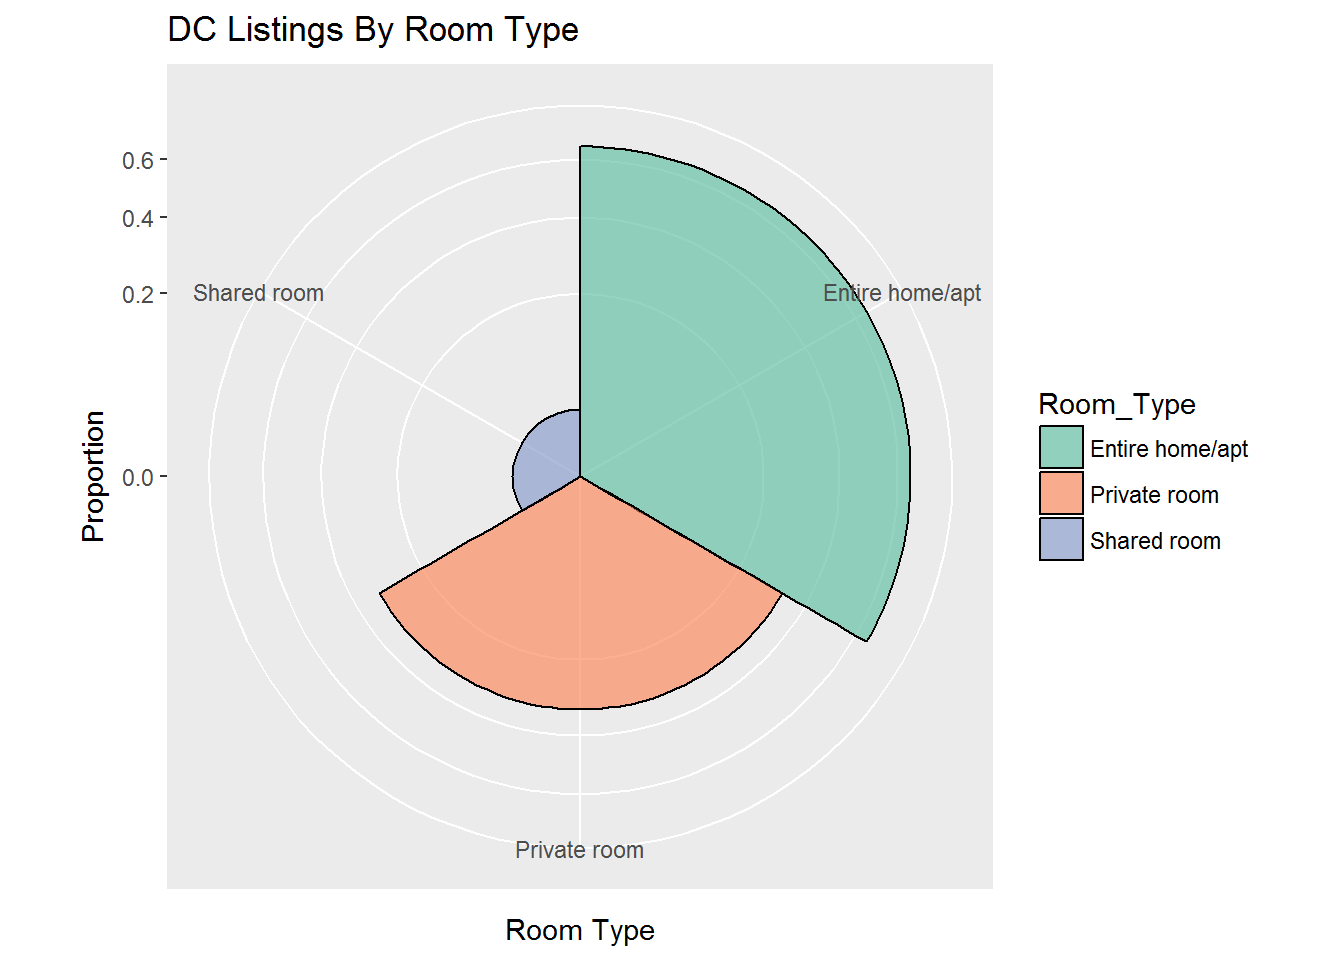 DC Listings By Room Type
0.6
0.4
0.2
0.0
Proportion
Shared room
Entire home/apt
Private room
Room Type
Room_Type
Entire home/apt
Private room
Shared room